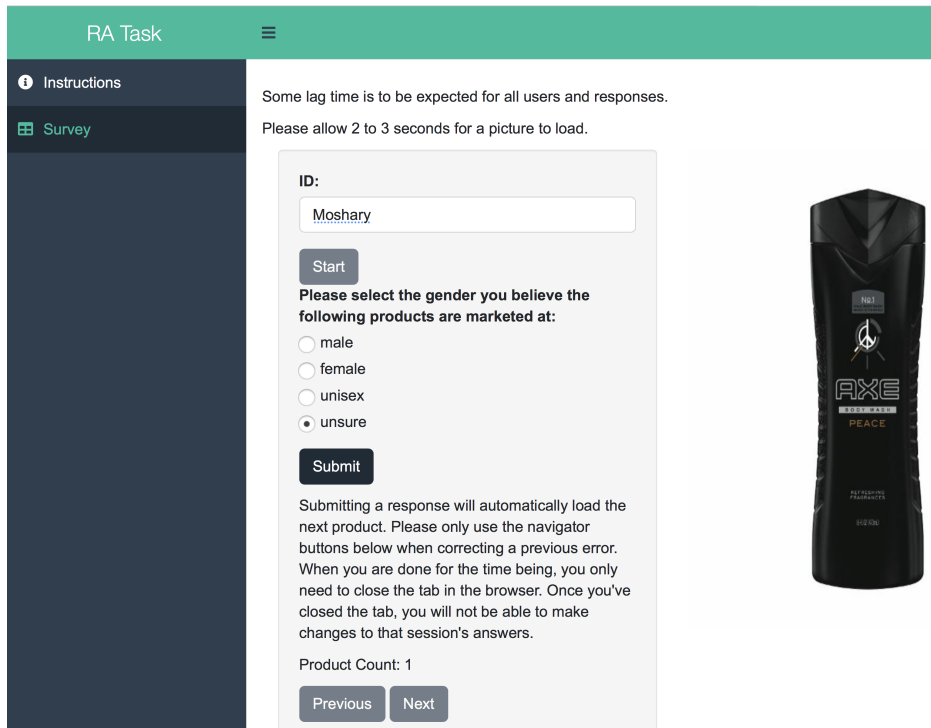 RA Task
Instructions
Survey
Some lag time is to be expected for all users and responses.
Please allow 2 to 3 seconds for a picture to load.
ID:
Moshary
Start
Please select the gender you believe the
following products are marketed at:
male
female
unisex
unsure
Submit
Submitting a response will automatically load the
next product. Please only use the navigator
buttons below when correcting a previous error.
When you are done for the time being, you only
need to close the tab in the browser. Once you've
closed the tab, you will not be able to make
changes to that session's answers.
Product Count: 1
Previous
Next
No.1
AXE
BODY WASH
PEACE
REFRESHING
FRAGRANCES